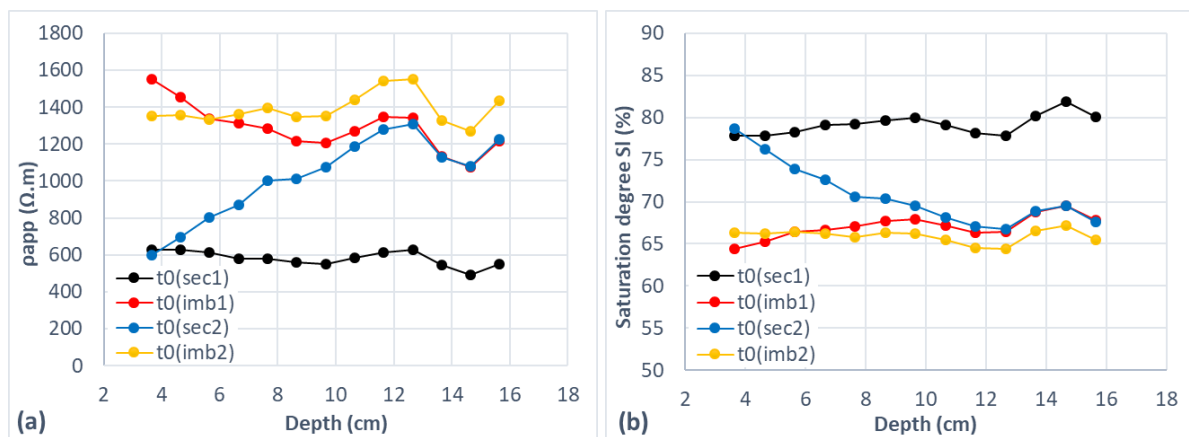 1800
1600
1400
1200
1000
800
600
400
200
0
ρapp (Ω.m)
t0(sec1)
t0(imb1)
t0(sec2)
t0(imb2)
2 4 6 8 10 12 14 16 18
(a) Depth (cm)
90
85
80
75
70
65
60
55
50
Saturation degree Sl (%)
t0(sec1)
t0(imb1)
t0(sec2)
t0(imb2)
2 4 6 8 10 12 14 16 18
(b) Depth (cm)